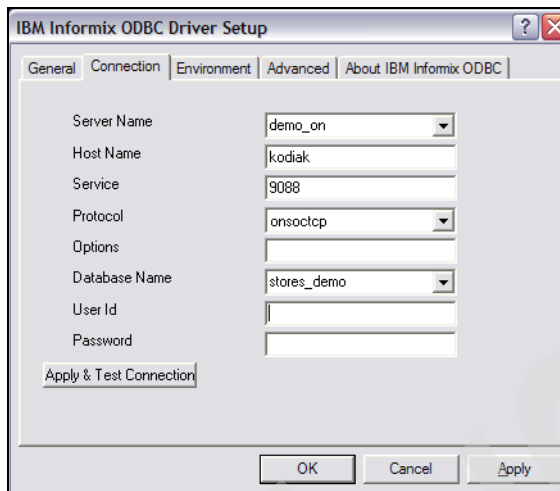 IBM Informix ODBC Driver Setup
General Connection Environment Advanced About IBM Informix ODBC
Server Name demo_on
Host Name kodiak
Service 9088
Protocol onsoctcp
Options
Database Name stores_demo
User Id
Password
Apply & Test Connection
OK Cancel Apply